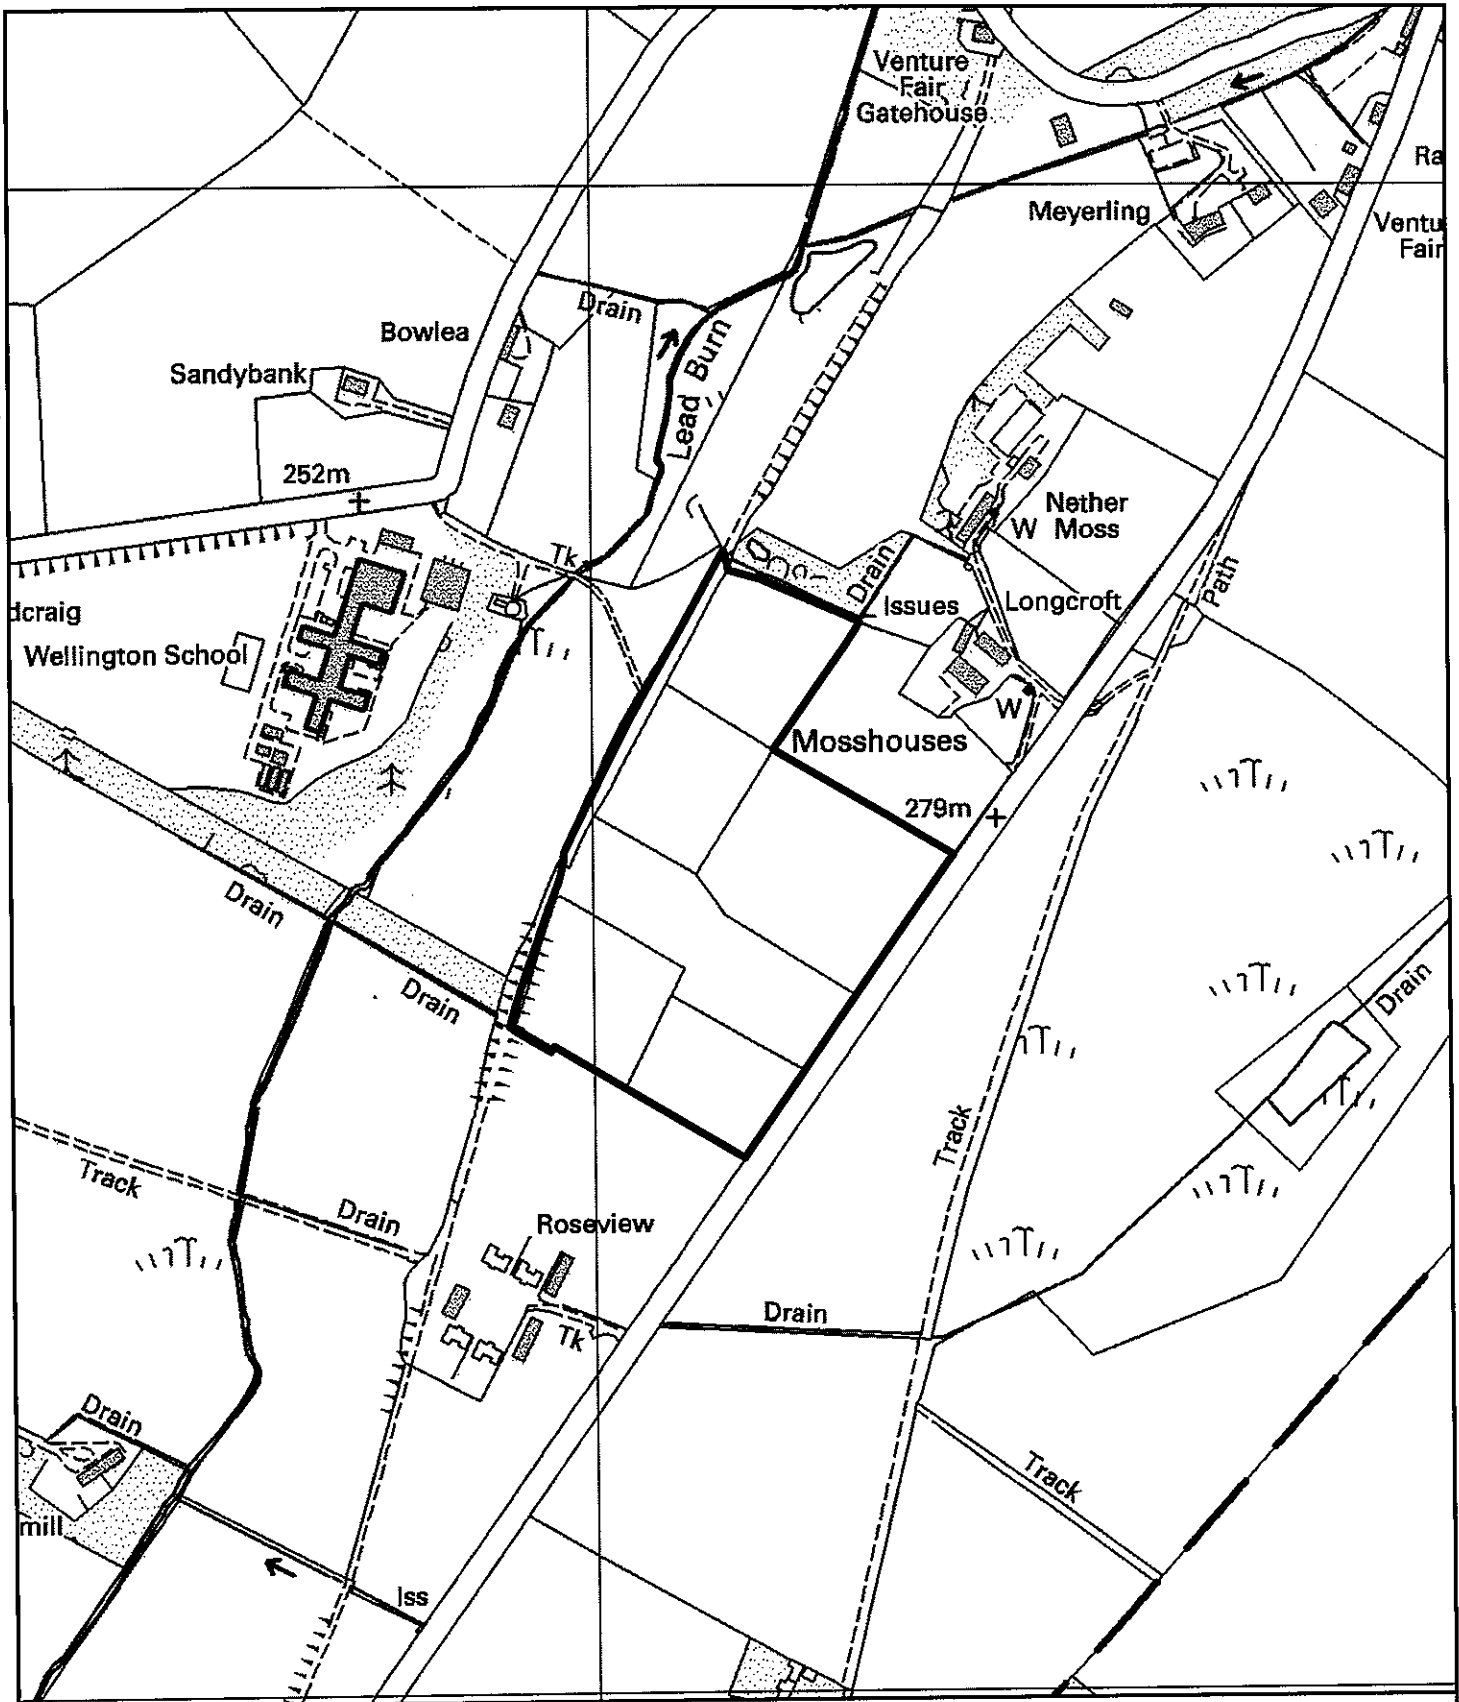 Venture
Fair
Gatehouse
Ra
Meyerling
Ventu
Fair
Drain
Bowlea
Sandybank
Lead Burn
252m
Nether
W Moss
Tk
Drain
Path
dcraig
Issues
Longcroft
Wellington School
W
Mosshouses
279m
Drain
Drain
Drain
Track
Track
Drain
Roseview
Drain
Tk
Drain
Track
mill
Iss